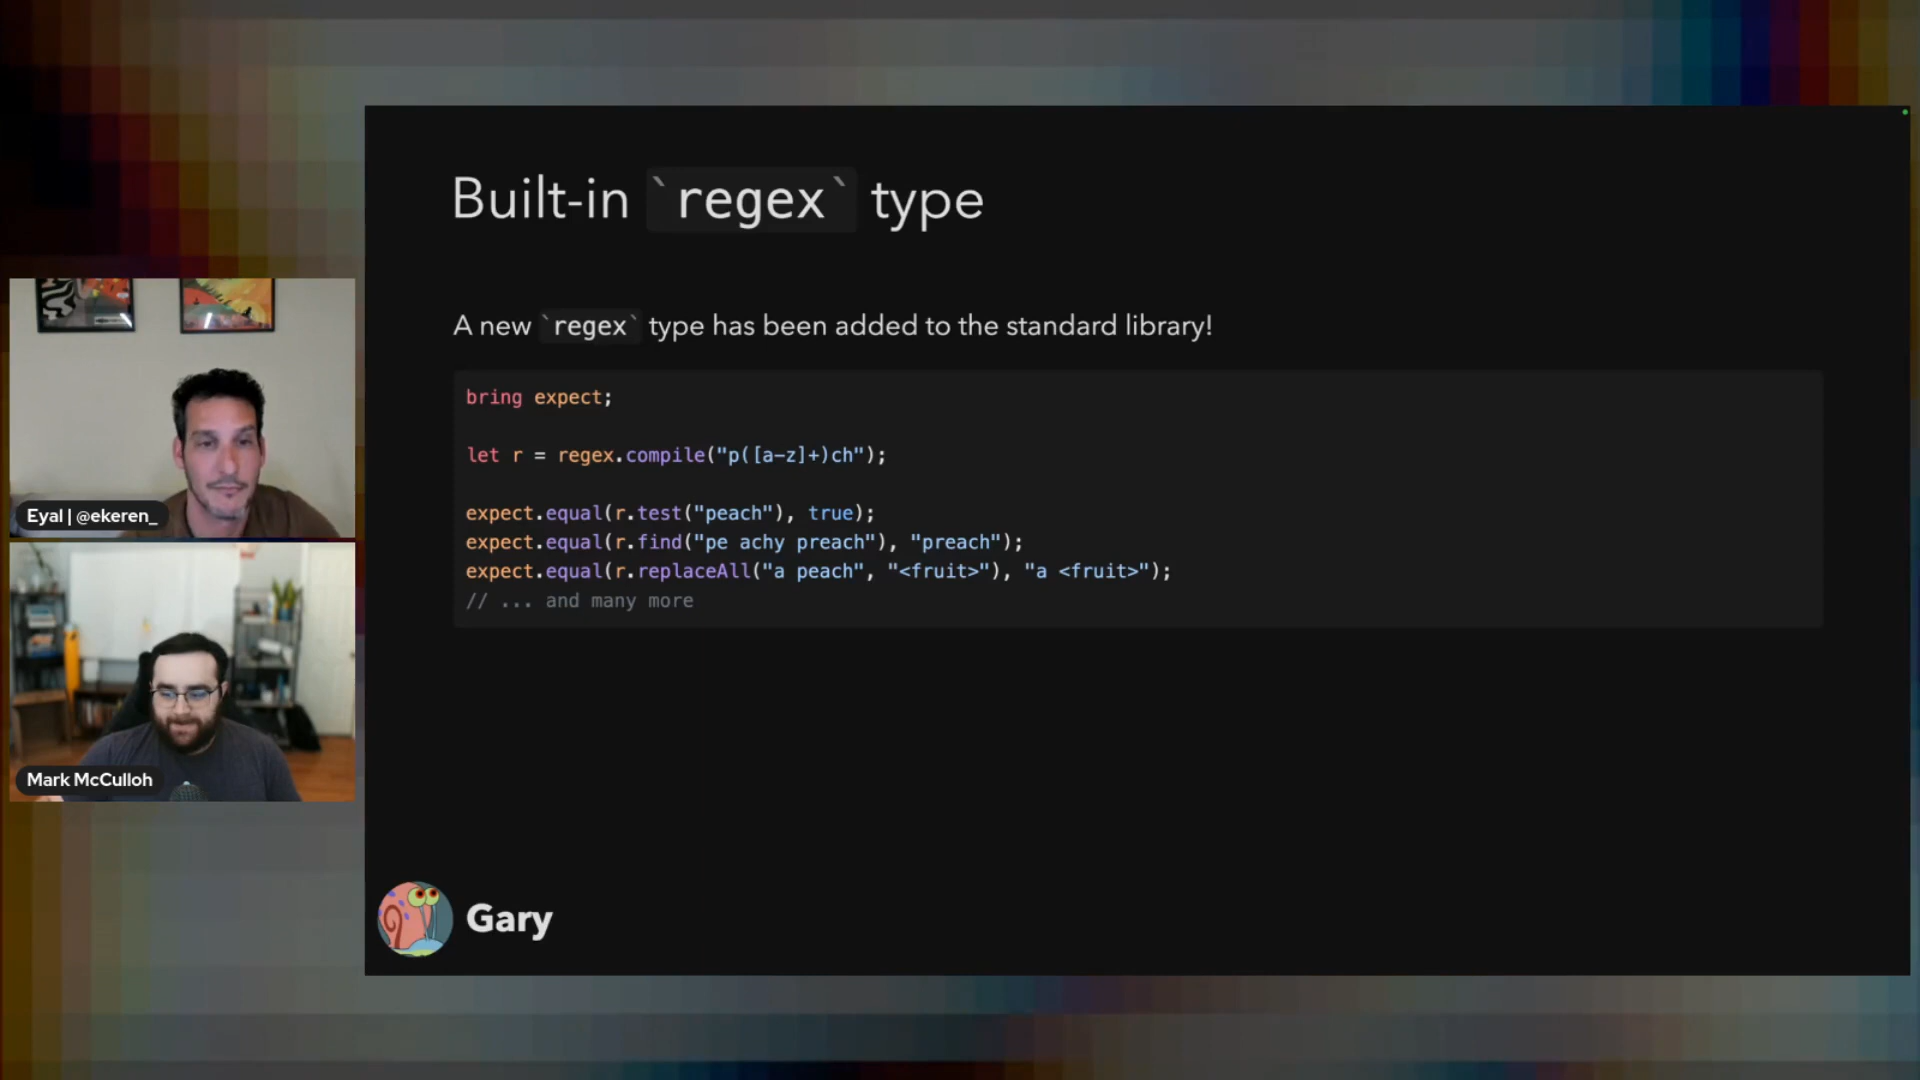 Built-in `regex` type
A new `regex` type has been added to the standard library!
bring expect;
let r = regex.compile("p([a-z]+)ch");
expect.equal(r.test("peach"), true);
expect.equal(r.find("pe achy preach"), "preach");
expect.equal(r.replaceAll("a peach", "<fruit>"), "a <fruit>");
// ... and many more
Eyal | @ekeren_
Mark McCulloh
Gary